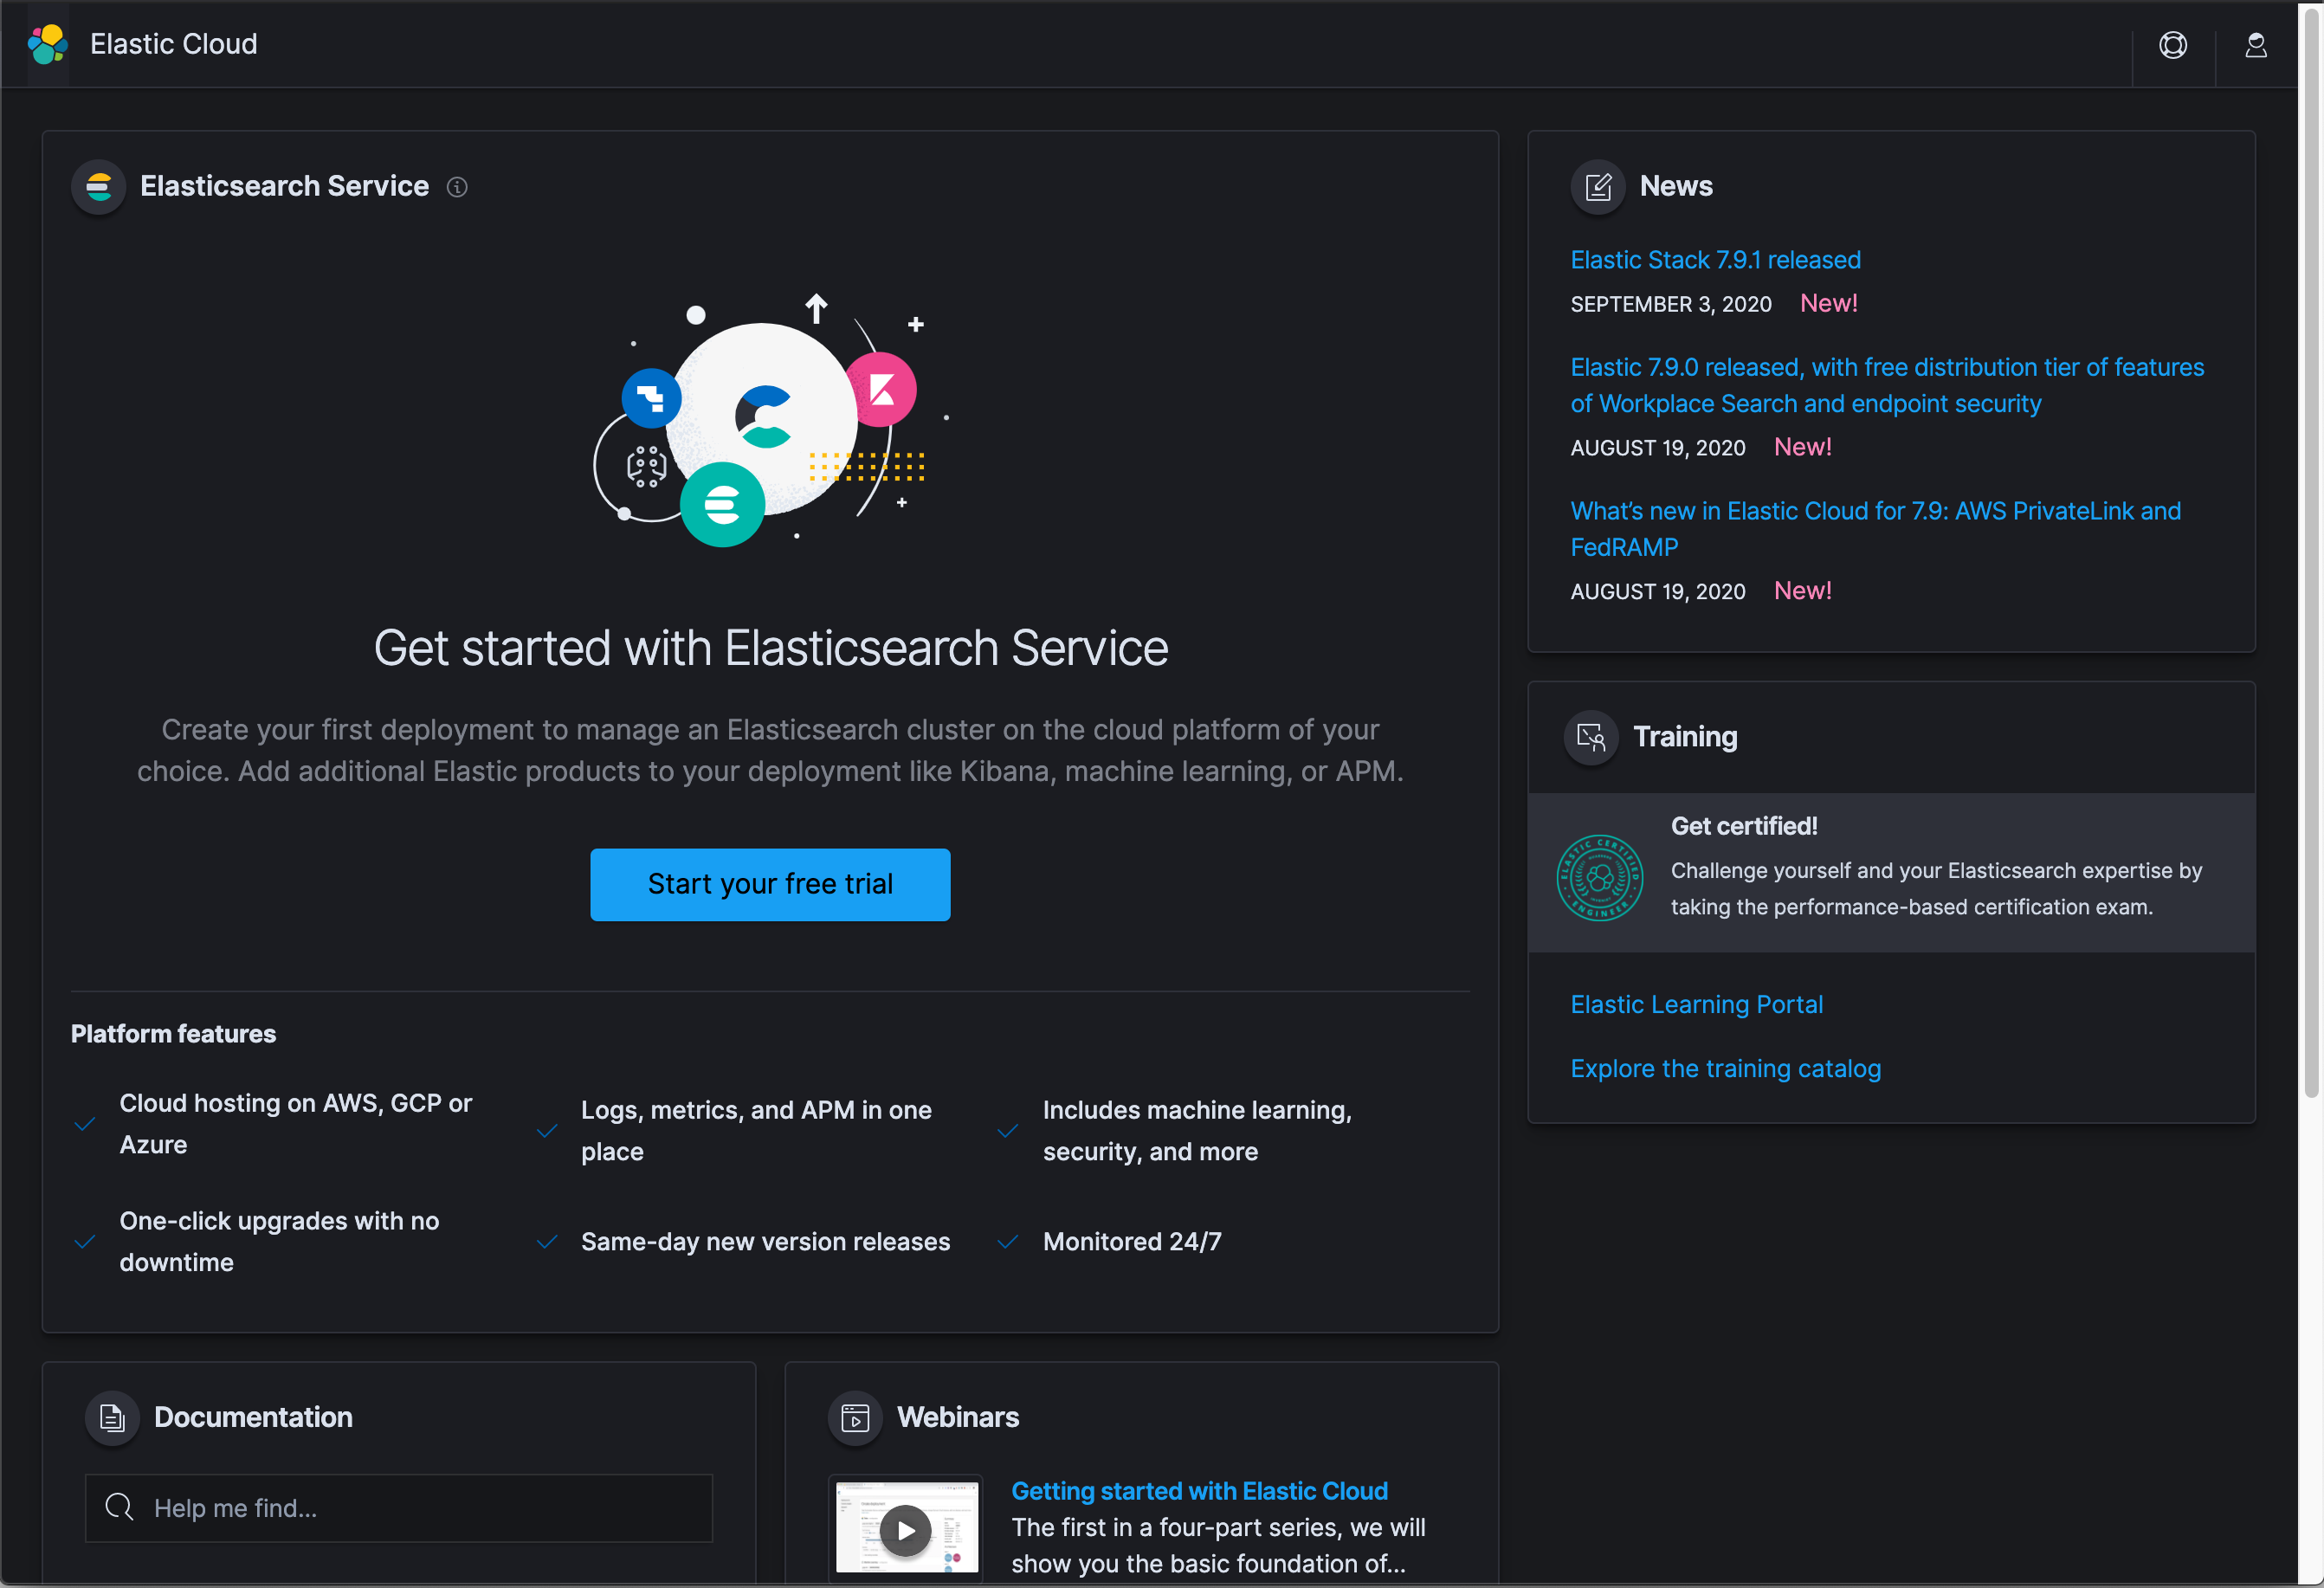 Elastic Cloud
Elasticsearch Service
Get started with Elasticsearch Service
Create your first deployment to manage an Elasticsearch cluster on the cloud platform of your
choice. Add additional Elastic products to your deployment like Kibana, machine learning, or APM.
Start your free trial
Platform features
Cloud hosting on AWS, GCP or
Azure
Logs, metrics, and APM in one
place
Includes machine learning,
security, and more
One-click upgrades with no
downtime
Same-day new version releases
Monitored 24/7
News
Elastic Stack 7.9.1 released
SEPTEMBER 3, 2020 New!
Elastic 7.9.0 released, with free distribution tier of features
of Workplace Search and endpoint security
AUGUST 19, 2020 New!
What's new in Elastic Cloud for 7.9: AWS PrivateLink and
FedRAMP
AUGUST 19, 2020 New!
Training
ELASTIC CERTIFIED
ENGINEER
Get certified!
Challenge yourself and your Elasticsearch expertise by
taking the performance-based certification exam.
Elastic Learning Portal
Explore the training catalog
Documentation
Help me find...
Webinars
Getting started with Elastic Cloud
The first in a four-part series, we will
show you the basic foundation of...